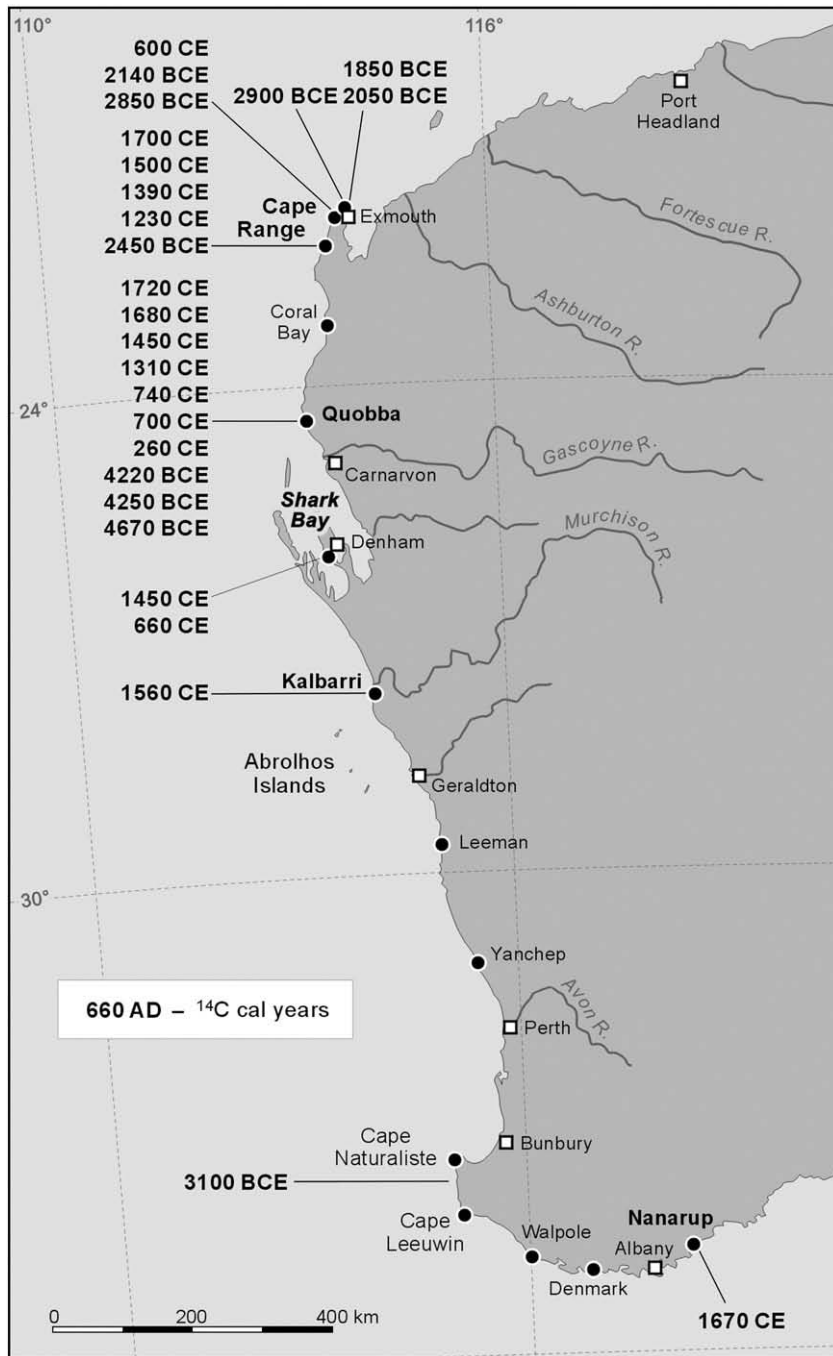 110°
116°
600 CE
2140 BCE
2850 BCE
1850 BCE
2900 BCE 2050 BCE
Port
Headland
1700 CE
1500 CE
1390 CE
1230 CE
2450 BCE
Cape
Range
Exmouth
Fortescue R.
Ashburton R.
1720 CE
1680 CE
1450 CE
1310 CE
740 CE
700 CE
260 CE
4220 BCE
4250 BCE
4670 BCE
Coral
Bay
24°
Quobba
Gascoyne R.
Carnarvon
Shark
Bay
Murchison R.
Denham
1450 CE
660 CE
1560 CE
Kalbarri
Abrolhos
Islands
Geraldton
Leeman
30°
Yanchep
660 AD – ¹⁴C cal years
Avon R.
Perth
Cape
Naturaliste
Bunbury
3100 BCE
Cape
Leeuwin
Walpole
Nanarup
Albany
Denmark
1670 CE
0 200 400 km